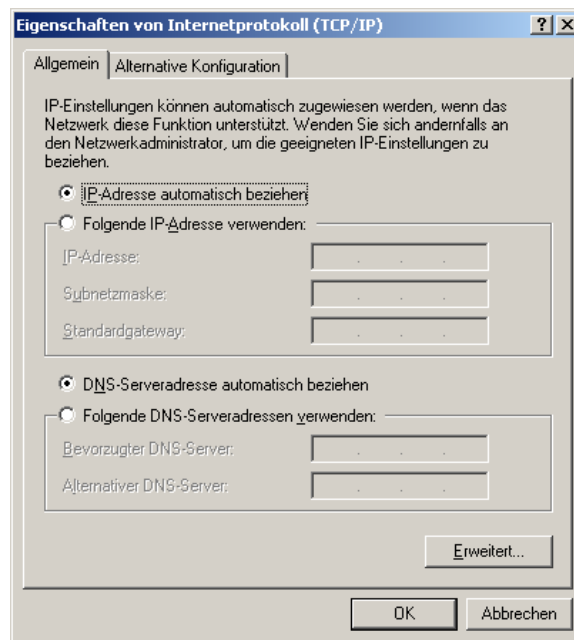 Eigenschaften von Internetprotokoll (TCP/IP)
Allgemein
Alternative Konfiguration
IP-Einstellungen können automatisch zugewiesen werden, wenn das
Netzwerk diese Funktion unterstützt. Wenden Sie sich andernfalls an
den Netzwerkadministrator, um die geeigneten IP-Einstellungen zu
beziehen.
IP-Adresse automatisch beziehen
Folgende IP-Adresse verwenden:
IP-Adresse:
Subnetzmaske:
Standardgateway:
DNS-Serveradresse automatisch beziehen
Folgende DNS-Serveradressen verwenden:
Bevorzugter DNS-Server:
Alternativer DNS-Server:
Erweitert...
OK
Abbrechen